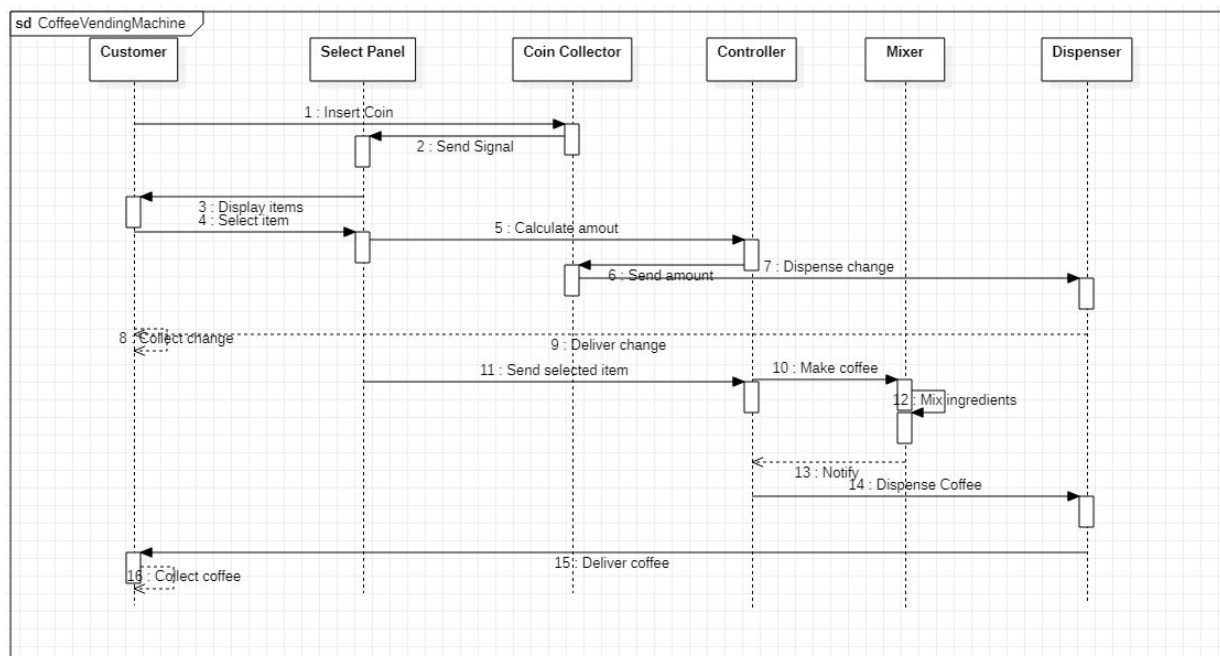 sd CoffeeVendingMachine
Customer
Select Panel
Coin Collector
Controller
Mixer
Dispenser
1 : Insert Coin
2 : Send Signal
3 : Display items
4 : Select item
5 : Calculate amout
6 : Send amount
7 : Dispense change
8 : Collect change
9 : Deliver change
10 : Make coffee
11 : Send selected item
12 : Mix ingredients
13 : Notify
14 : Dispense Coffee
15 : Deliver coffee
16 : Collect coffee